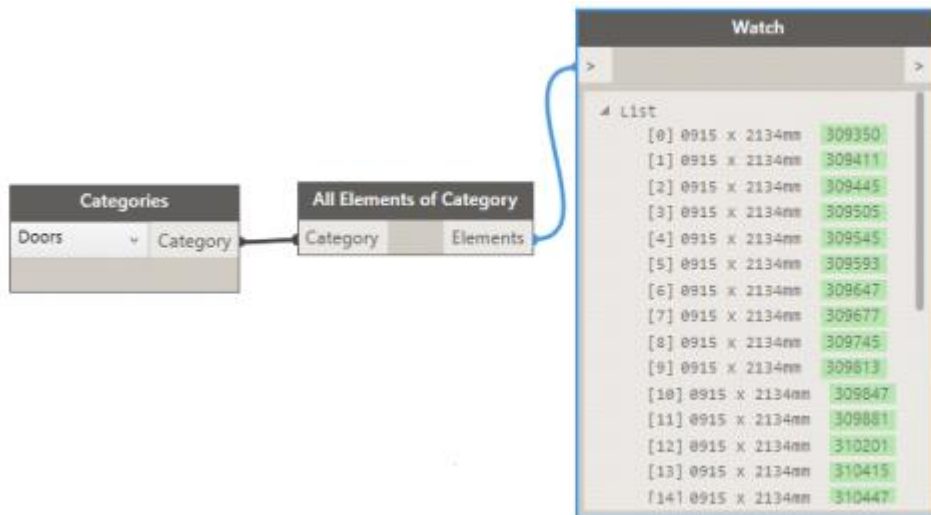 Categories
Doors Category
All Elements of Category
Category Elements
Watch
> >
List
[0] 0915 x 2134mm 309350
[1] 0915 x 2134mm 309411
[2] 0915 x 2134mm 309445
[3] 0915 x 2134mm 309505
[4] 0915 x 2134mm 309545
[5] 0915 x 2134mm 309593
[6] 0915 x 2134mm 309647
[7] 0915 x 2134mm 309677
[8] 0915 x 2134mm 309745
[9] 0915 x 2134mm 309813
[10] 0915 x 2134mm 309847
[11] 0915 x 2134mm 309881
[12] 0915 x 2134mm 310201
[13] 0915 x 2134mm 310415
[14] 0915 x 2134mm 310447